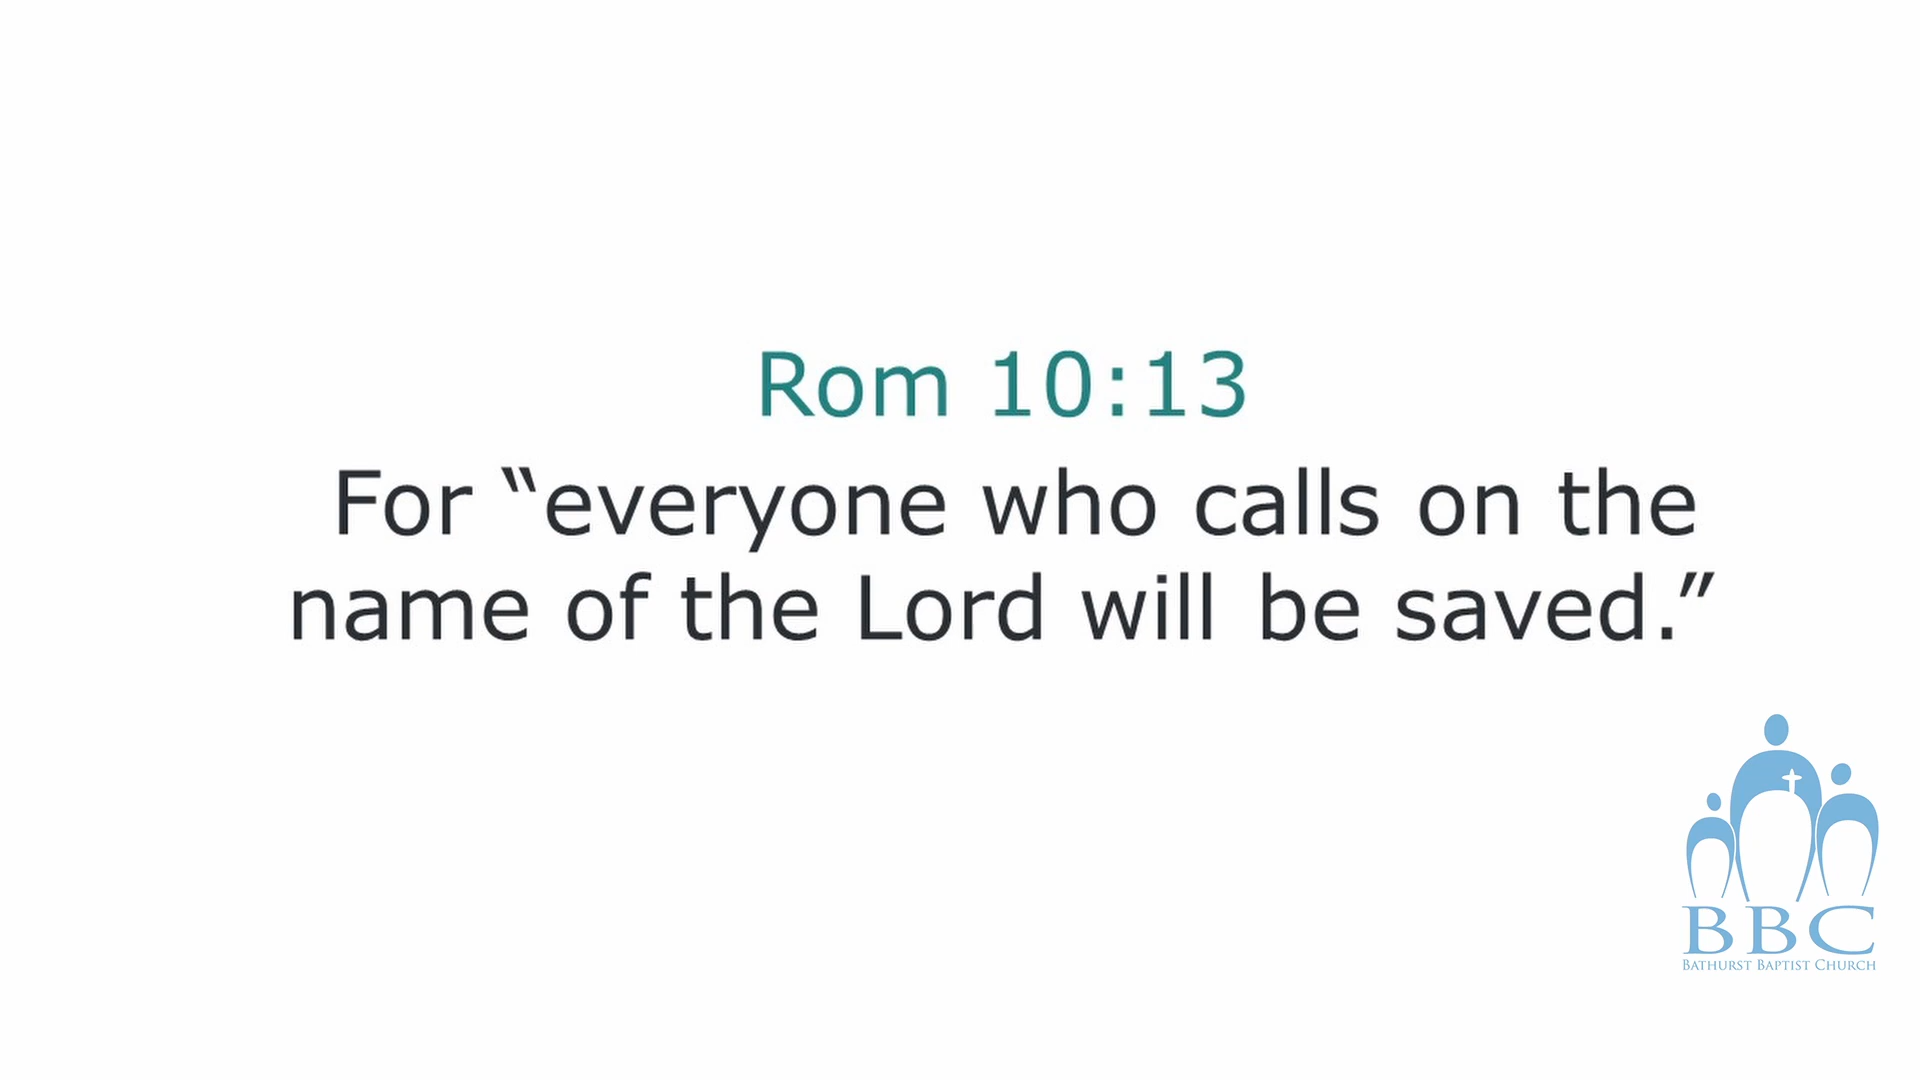 Rom 10:13
For “everyone who calls on the
name of the Lord will be saved.”
BBC
Bathurst Baptist Church